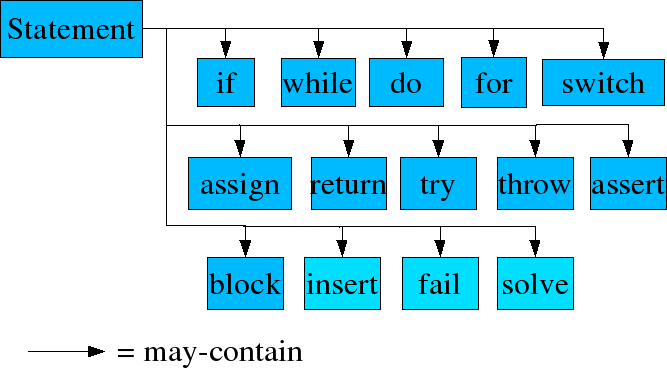 Statement
if while do for switch
assign return try throw assert
block insert fail solve
= may-contain